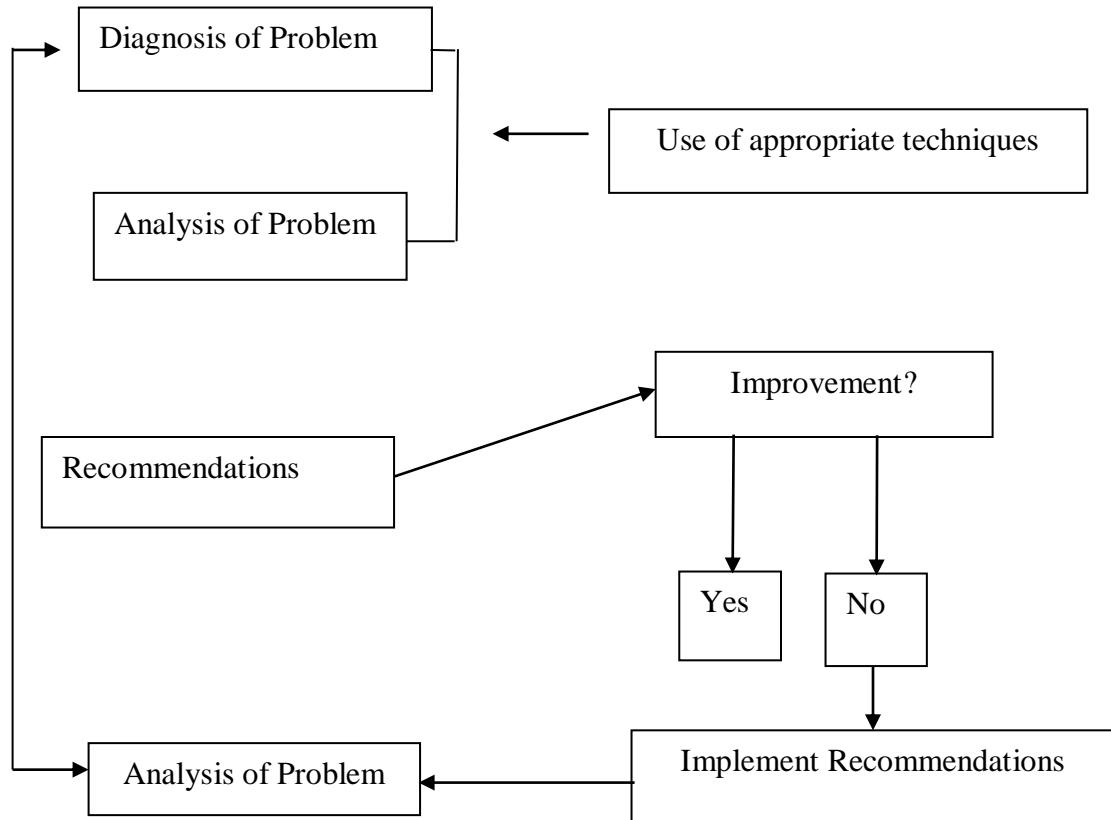 Diagnosis of Problem
Use of appropriate techniques
Analysis of Problem
Improvement?
Recommendations
Yes
No
Implement Recommendations
Analysis of Problem